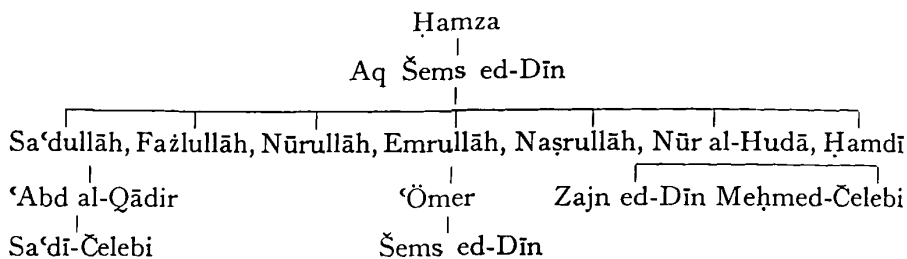 Ḥamza
Aq Šems ed-Dīn
Saʿdullāh, Fażlullāh, Nūrullāh, Emrullāh, Naṣrullāh, Nūr al-Hudā, Ḥamdī
ʿAbd al-Qādir ʿÖmer Zajn ed-Dīn Meḥmed-Čelebi
Saʿdī-Čelebi Šems ed-Dīn